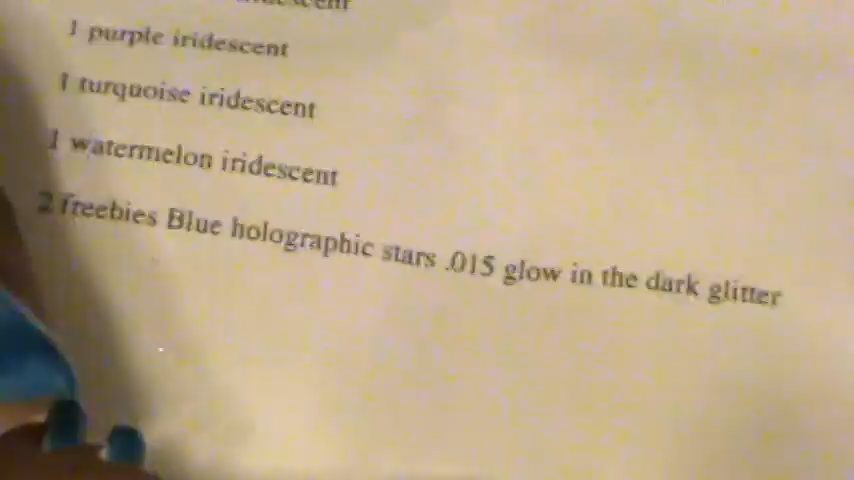 1 purple iridescent
1 turquoise iridescent
1 watermelon iridescent
2 freebies Blue holographic stars .015 glow in the dark glitter